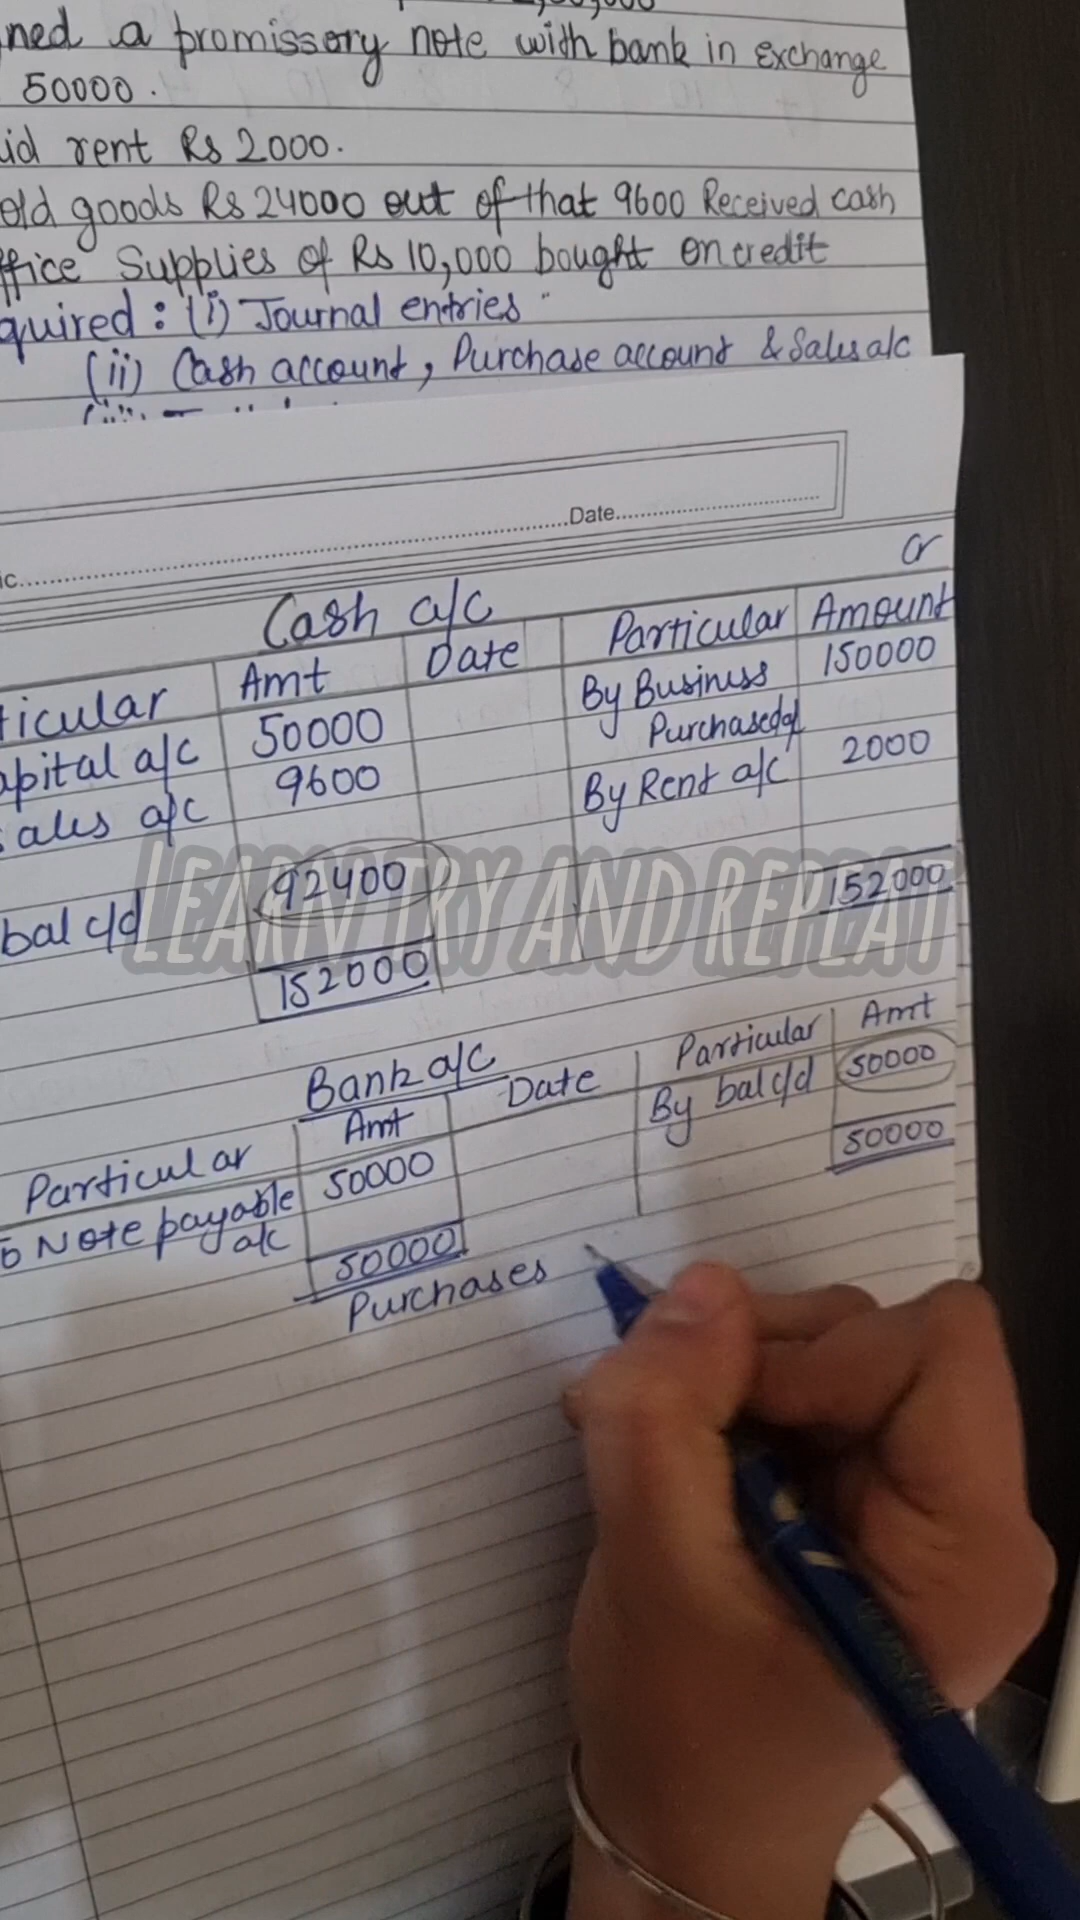 ned a promissory note with bank in exchange
50000.
id rent Rs 2000.
old goods Rs 24000 out of that 9600 Received cash
ffice Supplies of Rs 10,000 bought on credit
quired: (i) Journal entries
(ii) Cash account, Purchase account & Sales a/c
Date
ic
Cr
Cash a/c
ticular Amt Date Particular Amount
apital a/c 50000 By Business 150000
Purchased
ales a/c 9600 By Rent a/c 2000
bal c/d 92400 152000
152000
LEARN TRY AND REPEAT
Bank a/c
Particular Amt Date Particular Amt
o Note payable 50000 By bal c/d 50000
a/c
50000 50000
Purchases